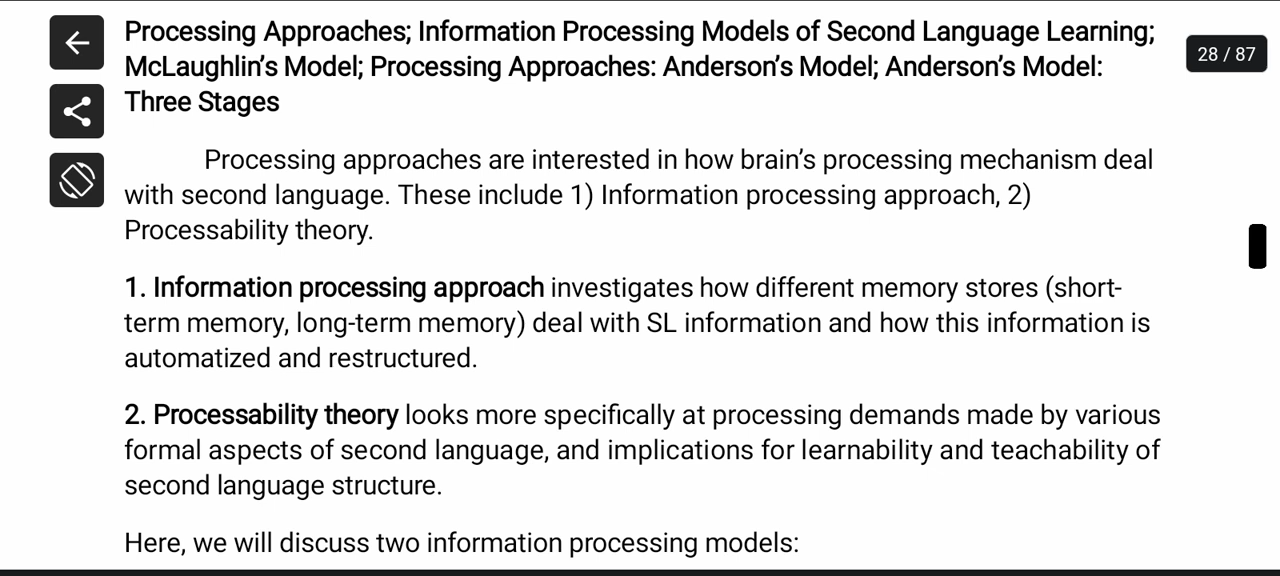 Processing Approaches; Information Processing Models of Second Language Learning;
McLaughlin’s Model; Processing Approaches: Anderson’s Model; Anderson’s Model:
Three Stages
28 / 87
Processing approaches are interested in how brain’s processing mechanism deal
with second language. These include 1) Information processing approach, 2)
Processability theory.
1. Information processing approach investigates how different memory stores (short-
term memory, long-term memory) deal with SL information and how this information is
automatized and restructured.
2. Processability theory looks more specifically at processing demands made by various
formal aspects of second language, and implications for learnability and teachability of
second language structure.
Here, we will discuss two information processing models: